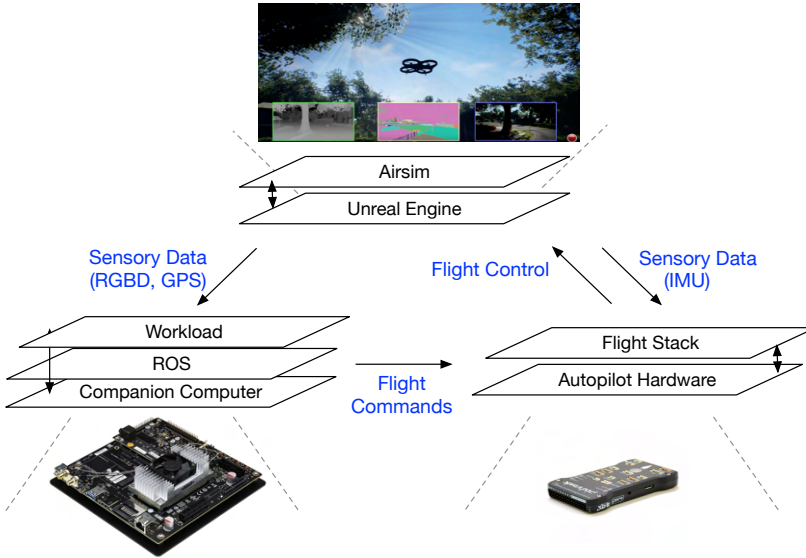 Airsim
Unreal Engine
Sensory Data
(RGBD, GPS)
Flight Control
Sensory Data
(IMU)
Workload
ROS
Companion Computer
Flight
Commands
Flight Stack
Autopilot Hardware